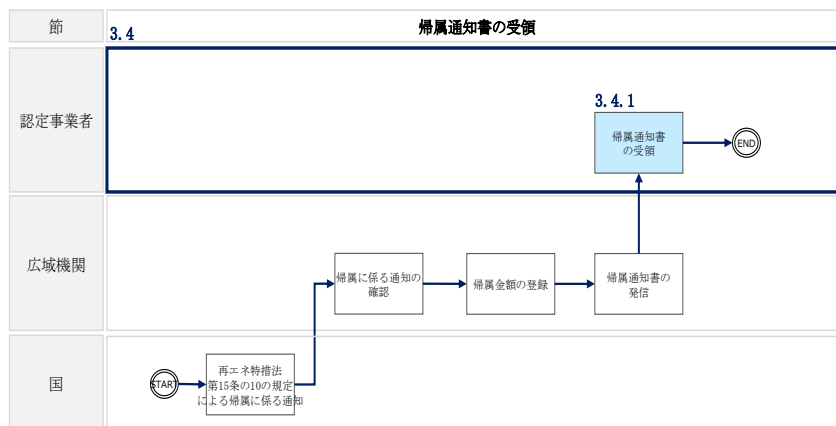 節
3.4
帰属通知書の受領
認定事業者
3.4.1
帰属通知書
の受領
END
広域機関
帰属に係る通知の
確認
帰属金額の登録
帰属通知書の
発信
国
START
再エネ特措法
第15条の10の規定
による帰属に係る通知